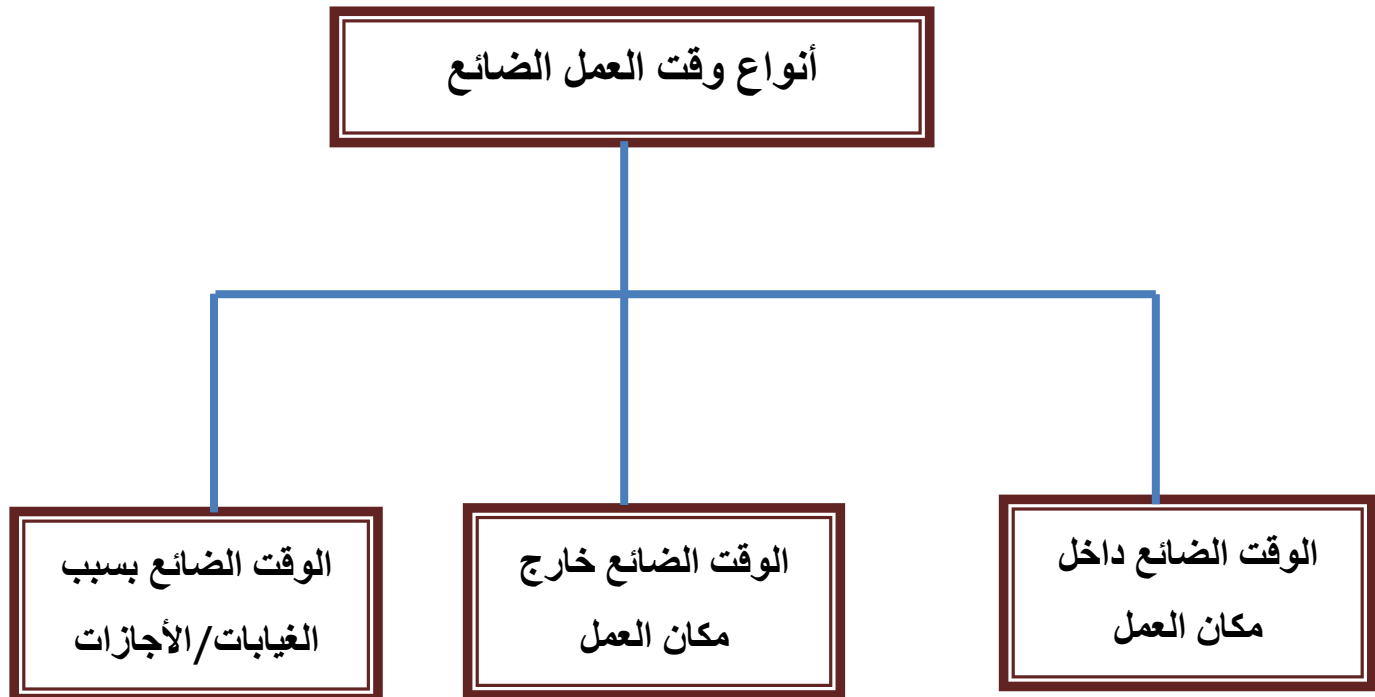 أنواع وقت العمل الضائع
الوقت الضائع داخل
مكان العمل
الوقت الضائع خارج
مكان العمل
الوقت الضائع بسبب
الغيابات/الأجازات